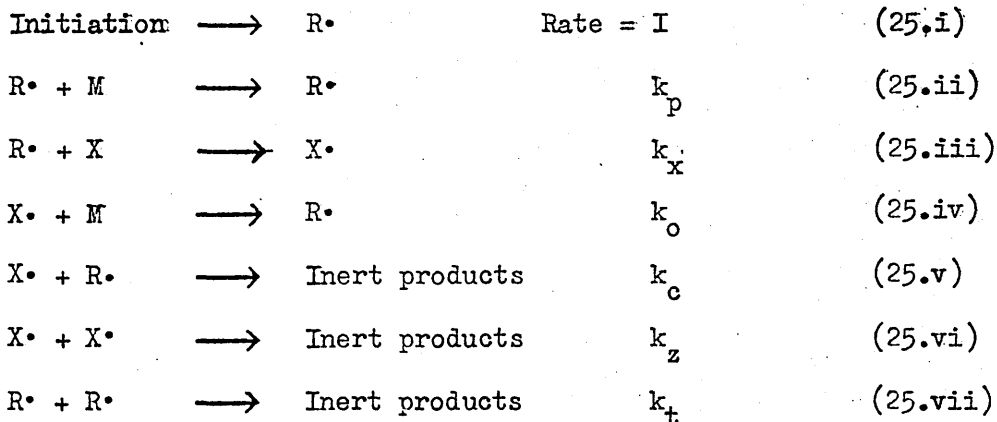 Initiation ⟶ R• Rate = I (25.i)
R• + M ⟶ R• k_p (25.ii)
R• + X ⟶ X• k_x (25.iii)
X• + M ⟶ R• k_o (25.iv)
X• + R• ⟶ Inert products k_c (25.v)
X• + X• ⟶ Inert products k_z (25.vi)
R• + R• ⟶ Inert products k_t (25.vii)